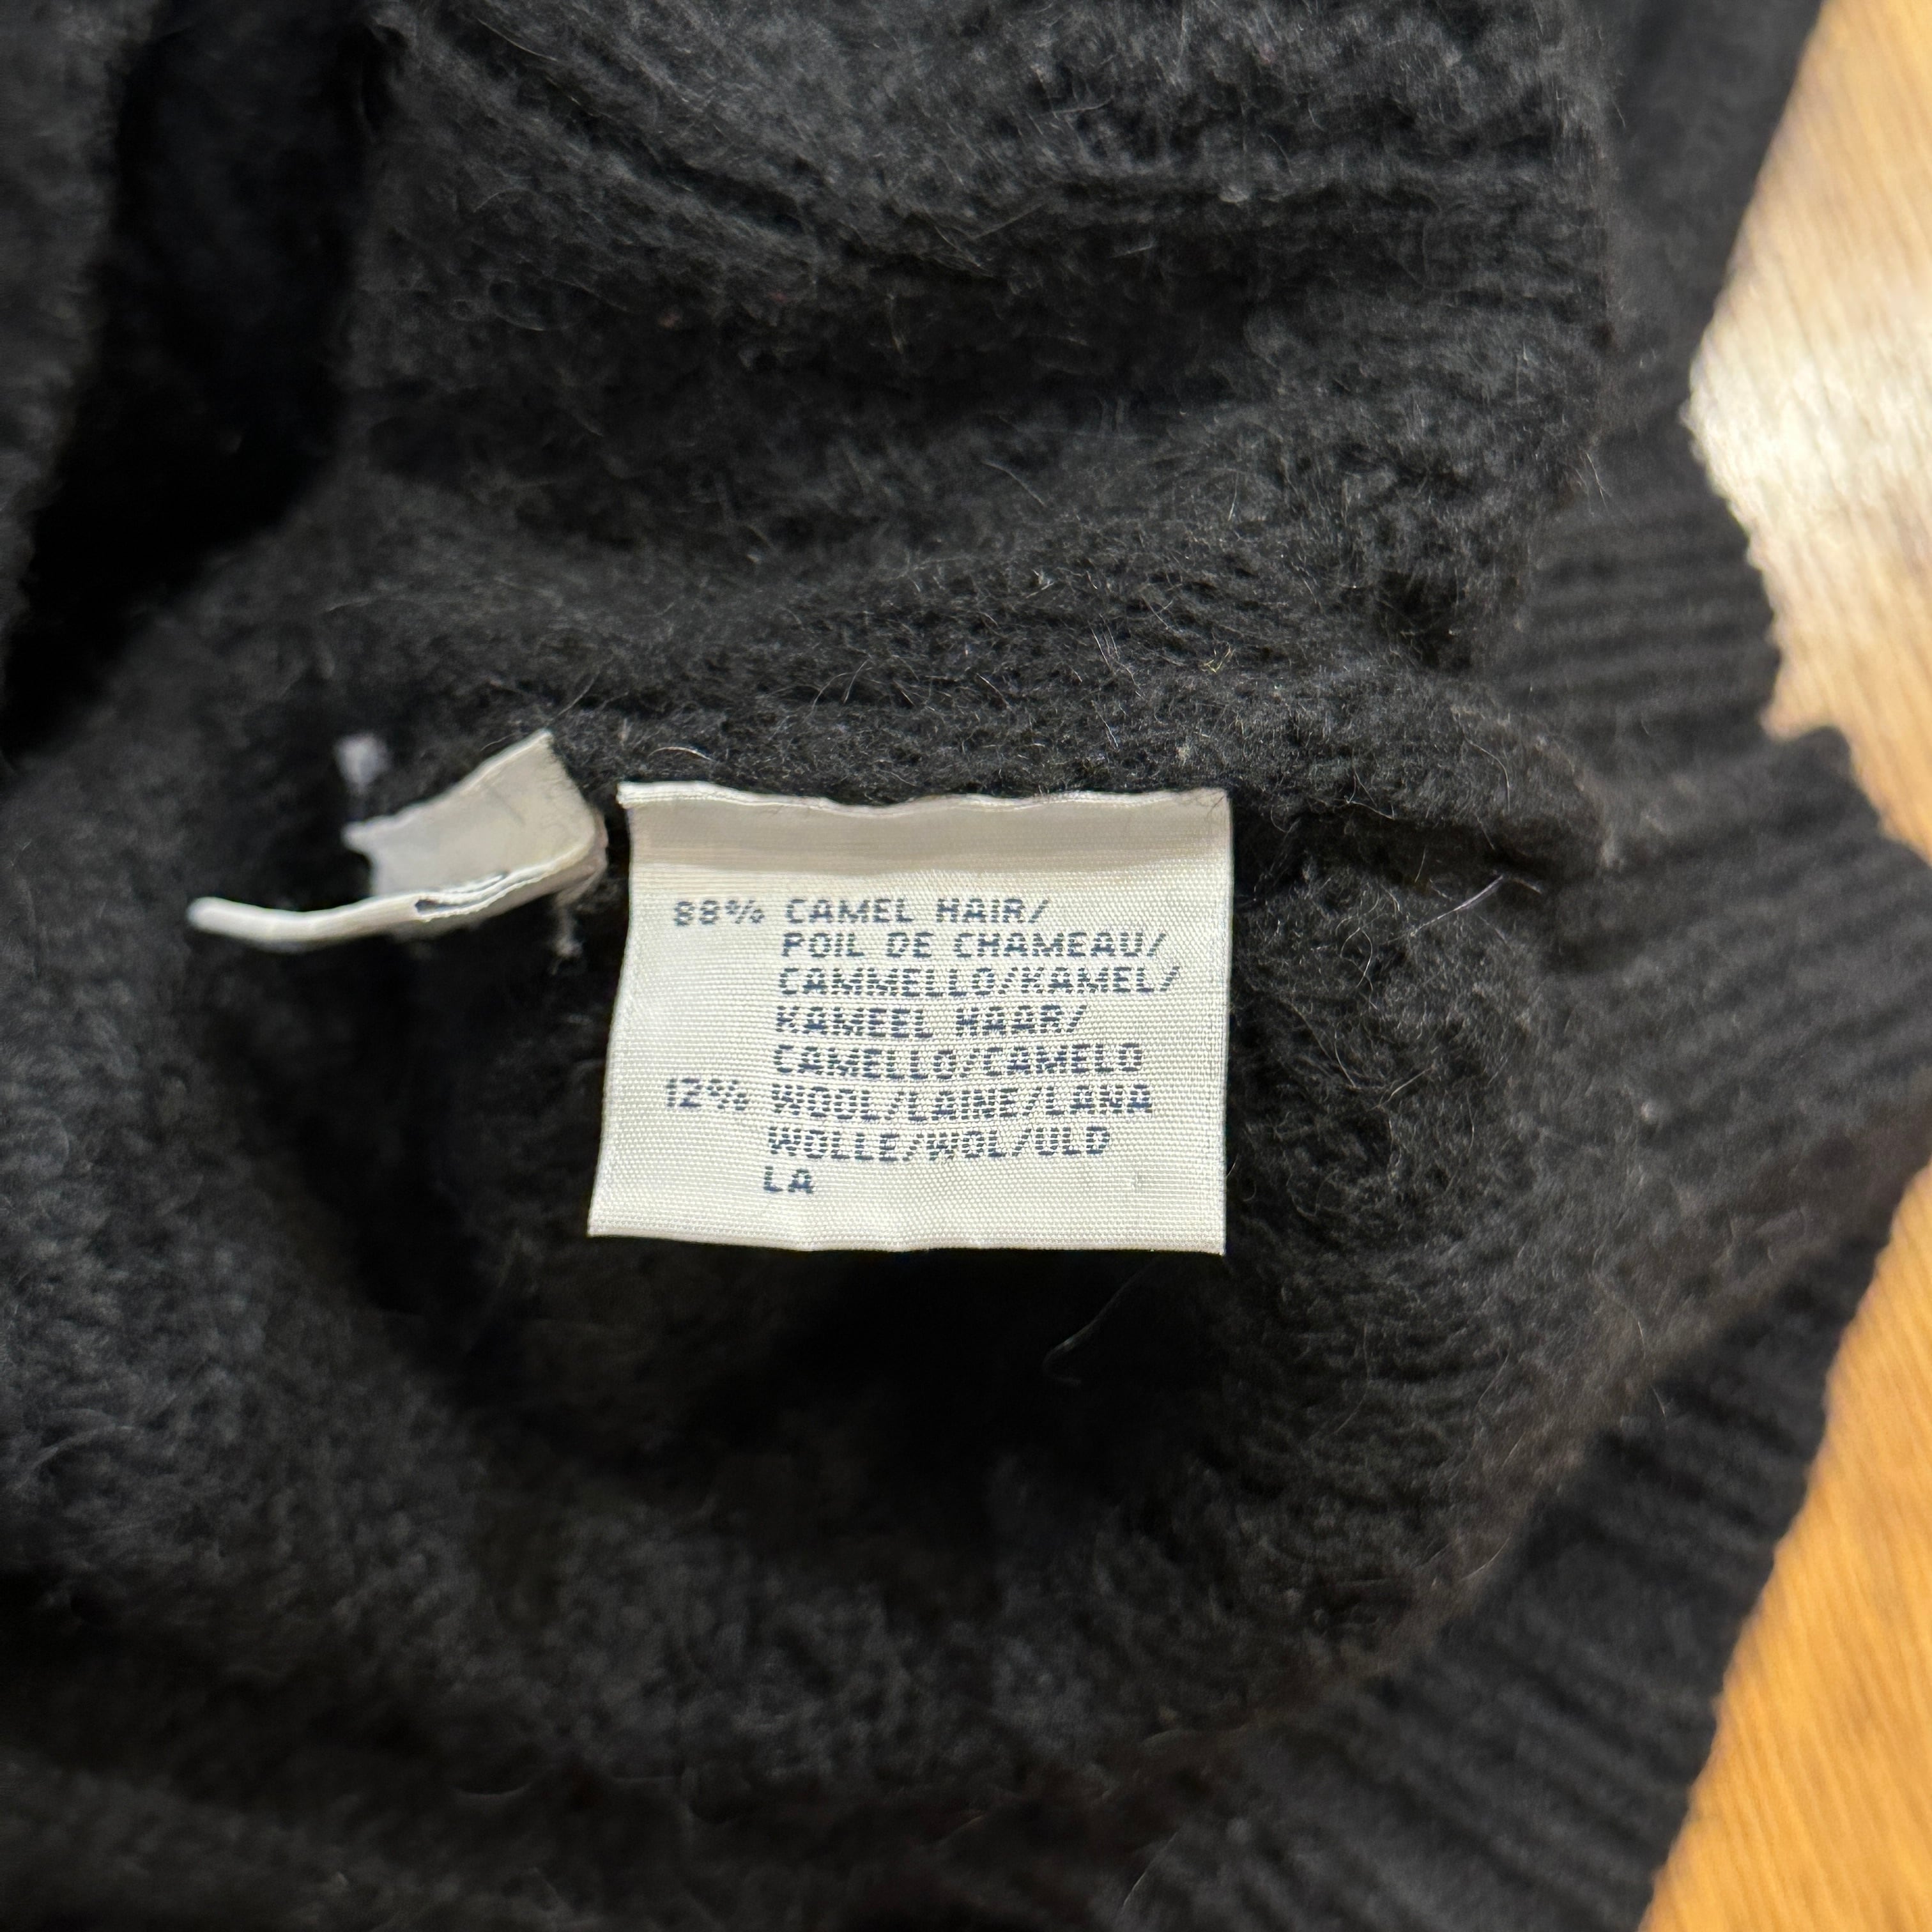 88% CAMEL HAIR/
POIL DE CHAMEAU/
CAMMELLO/KAMEL/
KAMEEL HAAR/
CAMELLO/CAMELO
12% WOOL/LAINE/LANA
WOLLE/WOL/ULD
LA